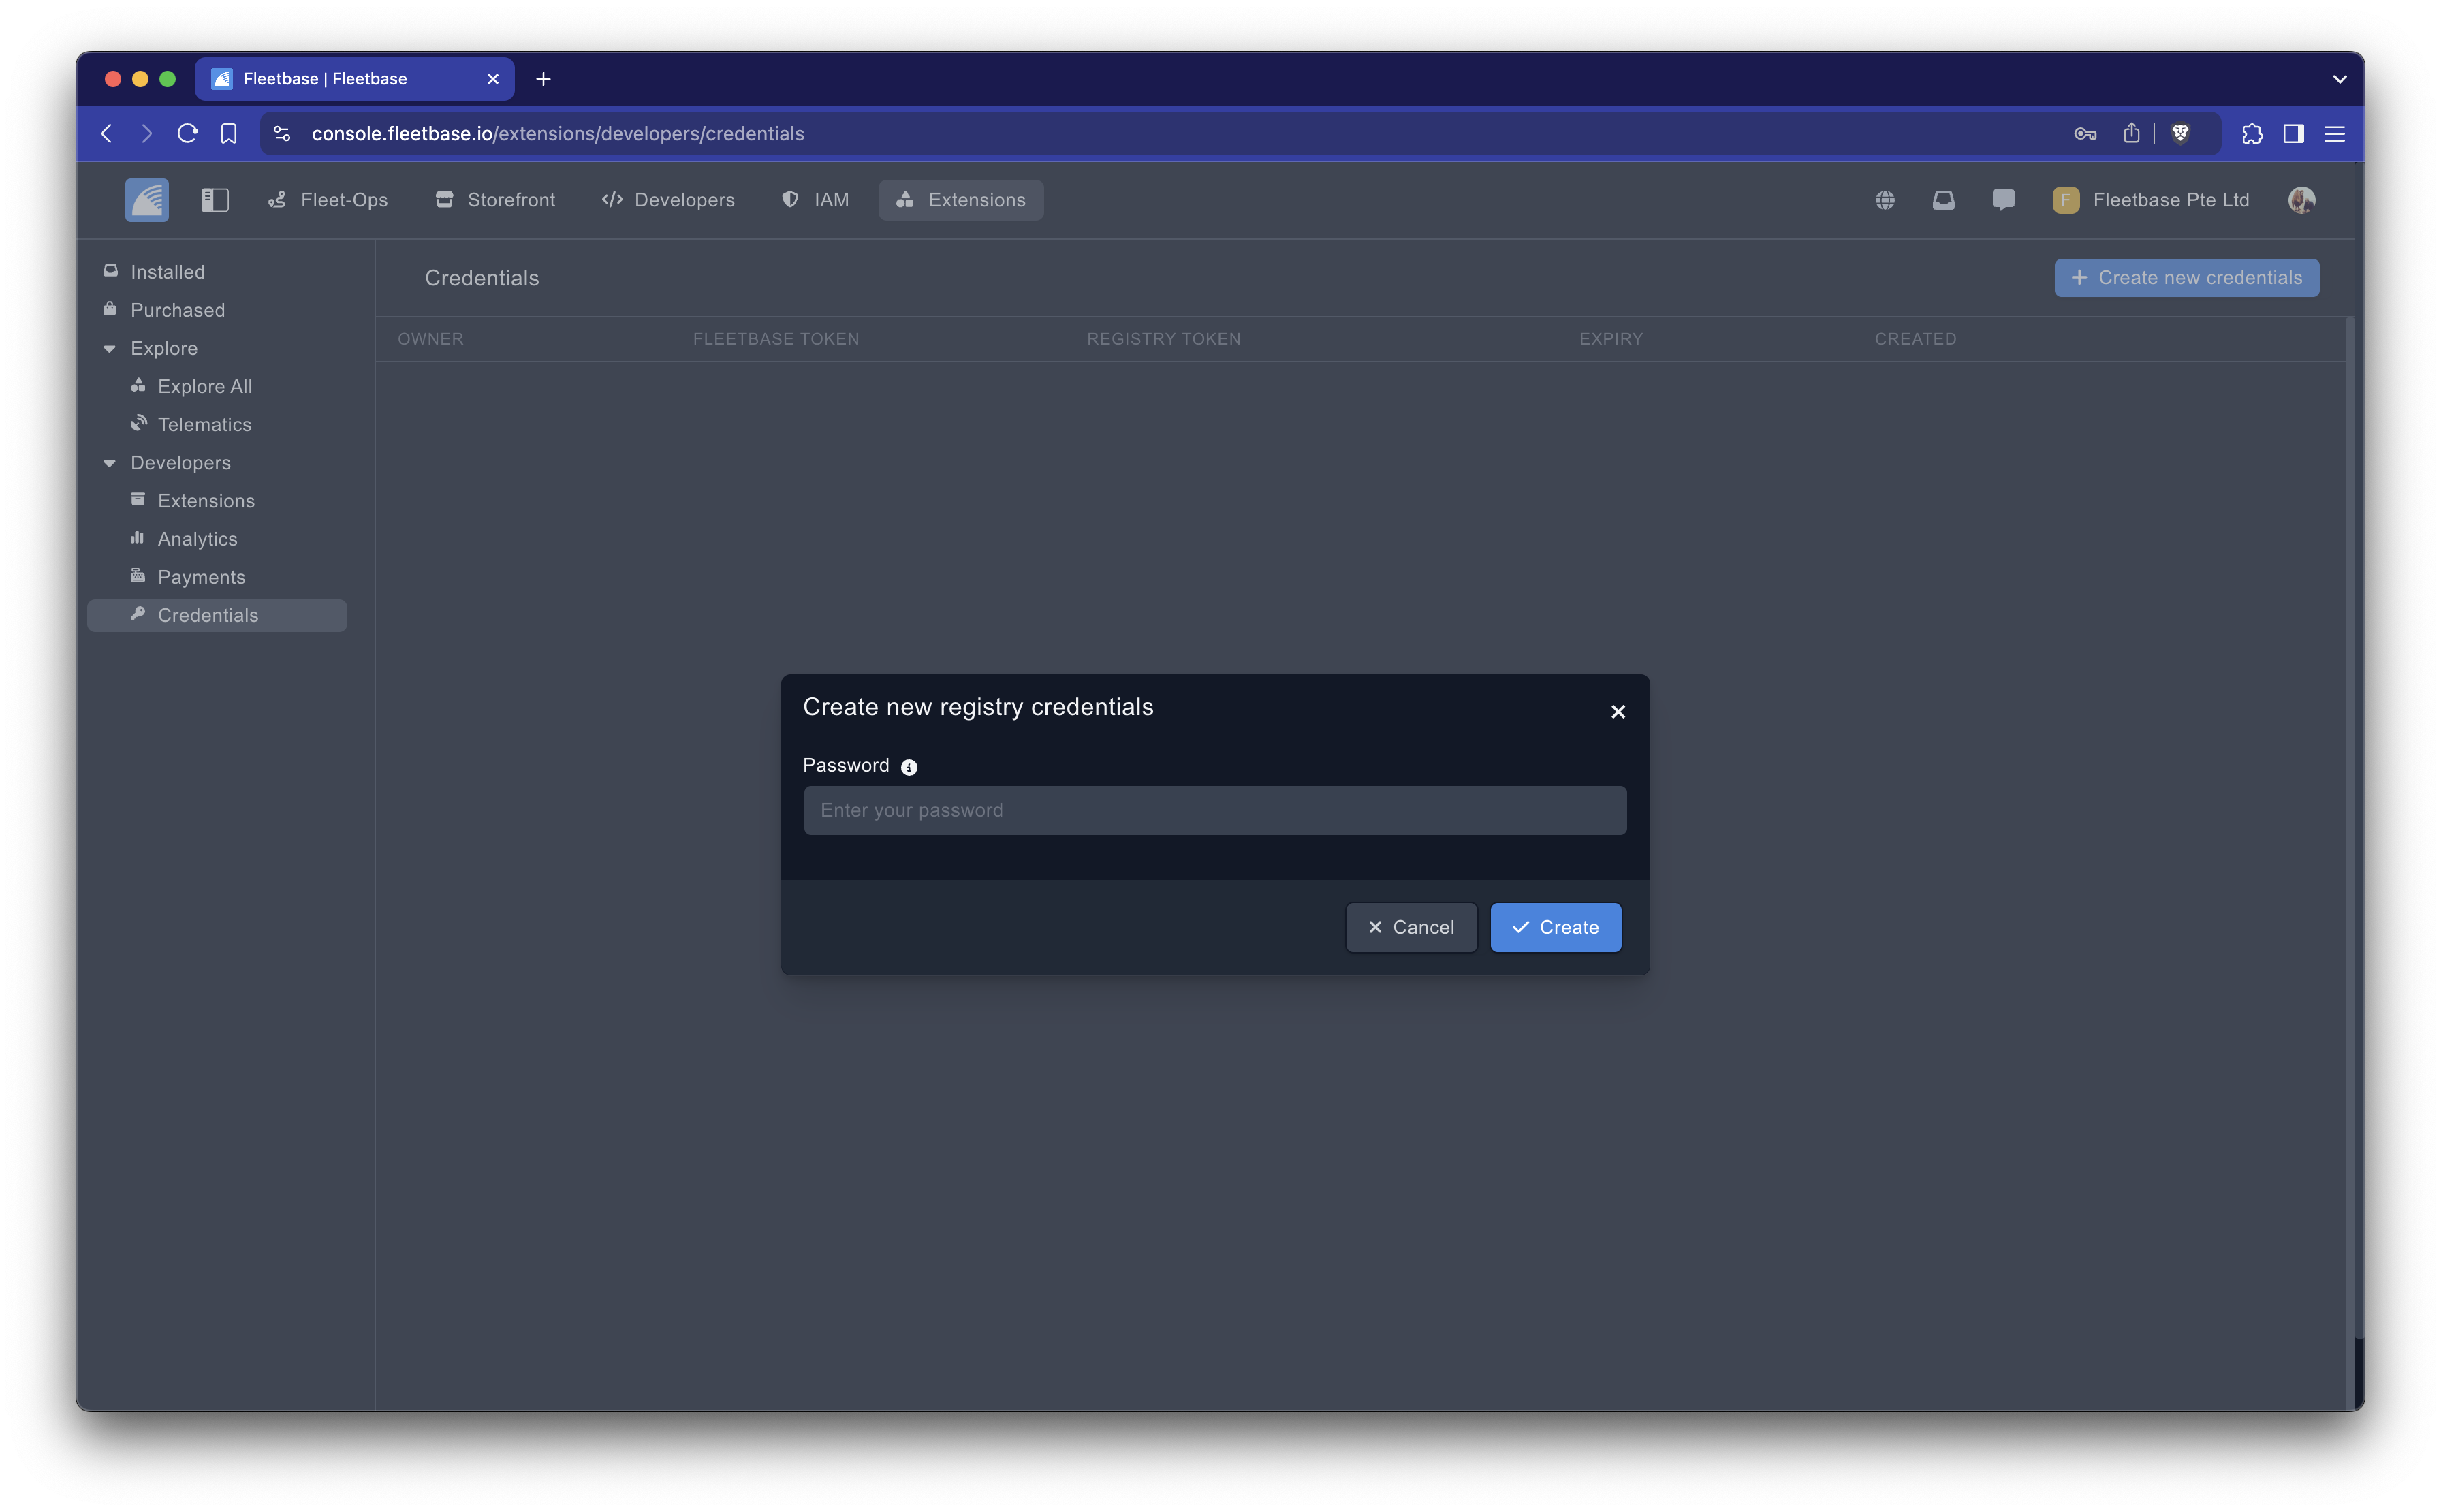 Fleetbase | Fleetbase
console.fleetbase.io/extensions/developers/credentials
Fleet-Ops Storefront Developers IAM Extensions F Fleetbase Pte Ltd
Installed
Purchased
Explore
Explore All
Telematics
Developers
Extensions
Analytics
Payments
Credentials
Credentials Create new credentials
OWNER FLEETBASE TOKEN REGISTRY TOKEN EXPIRY CREATED
Create new registry credentials
Password
Enter your password
Cancel Create